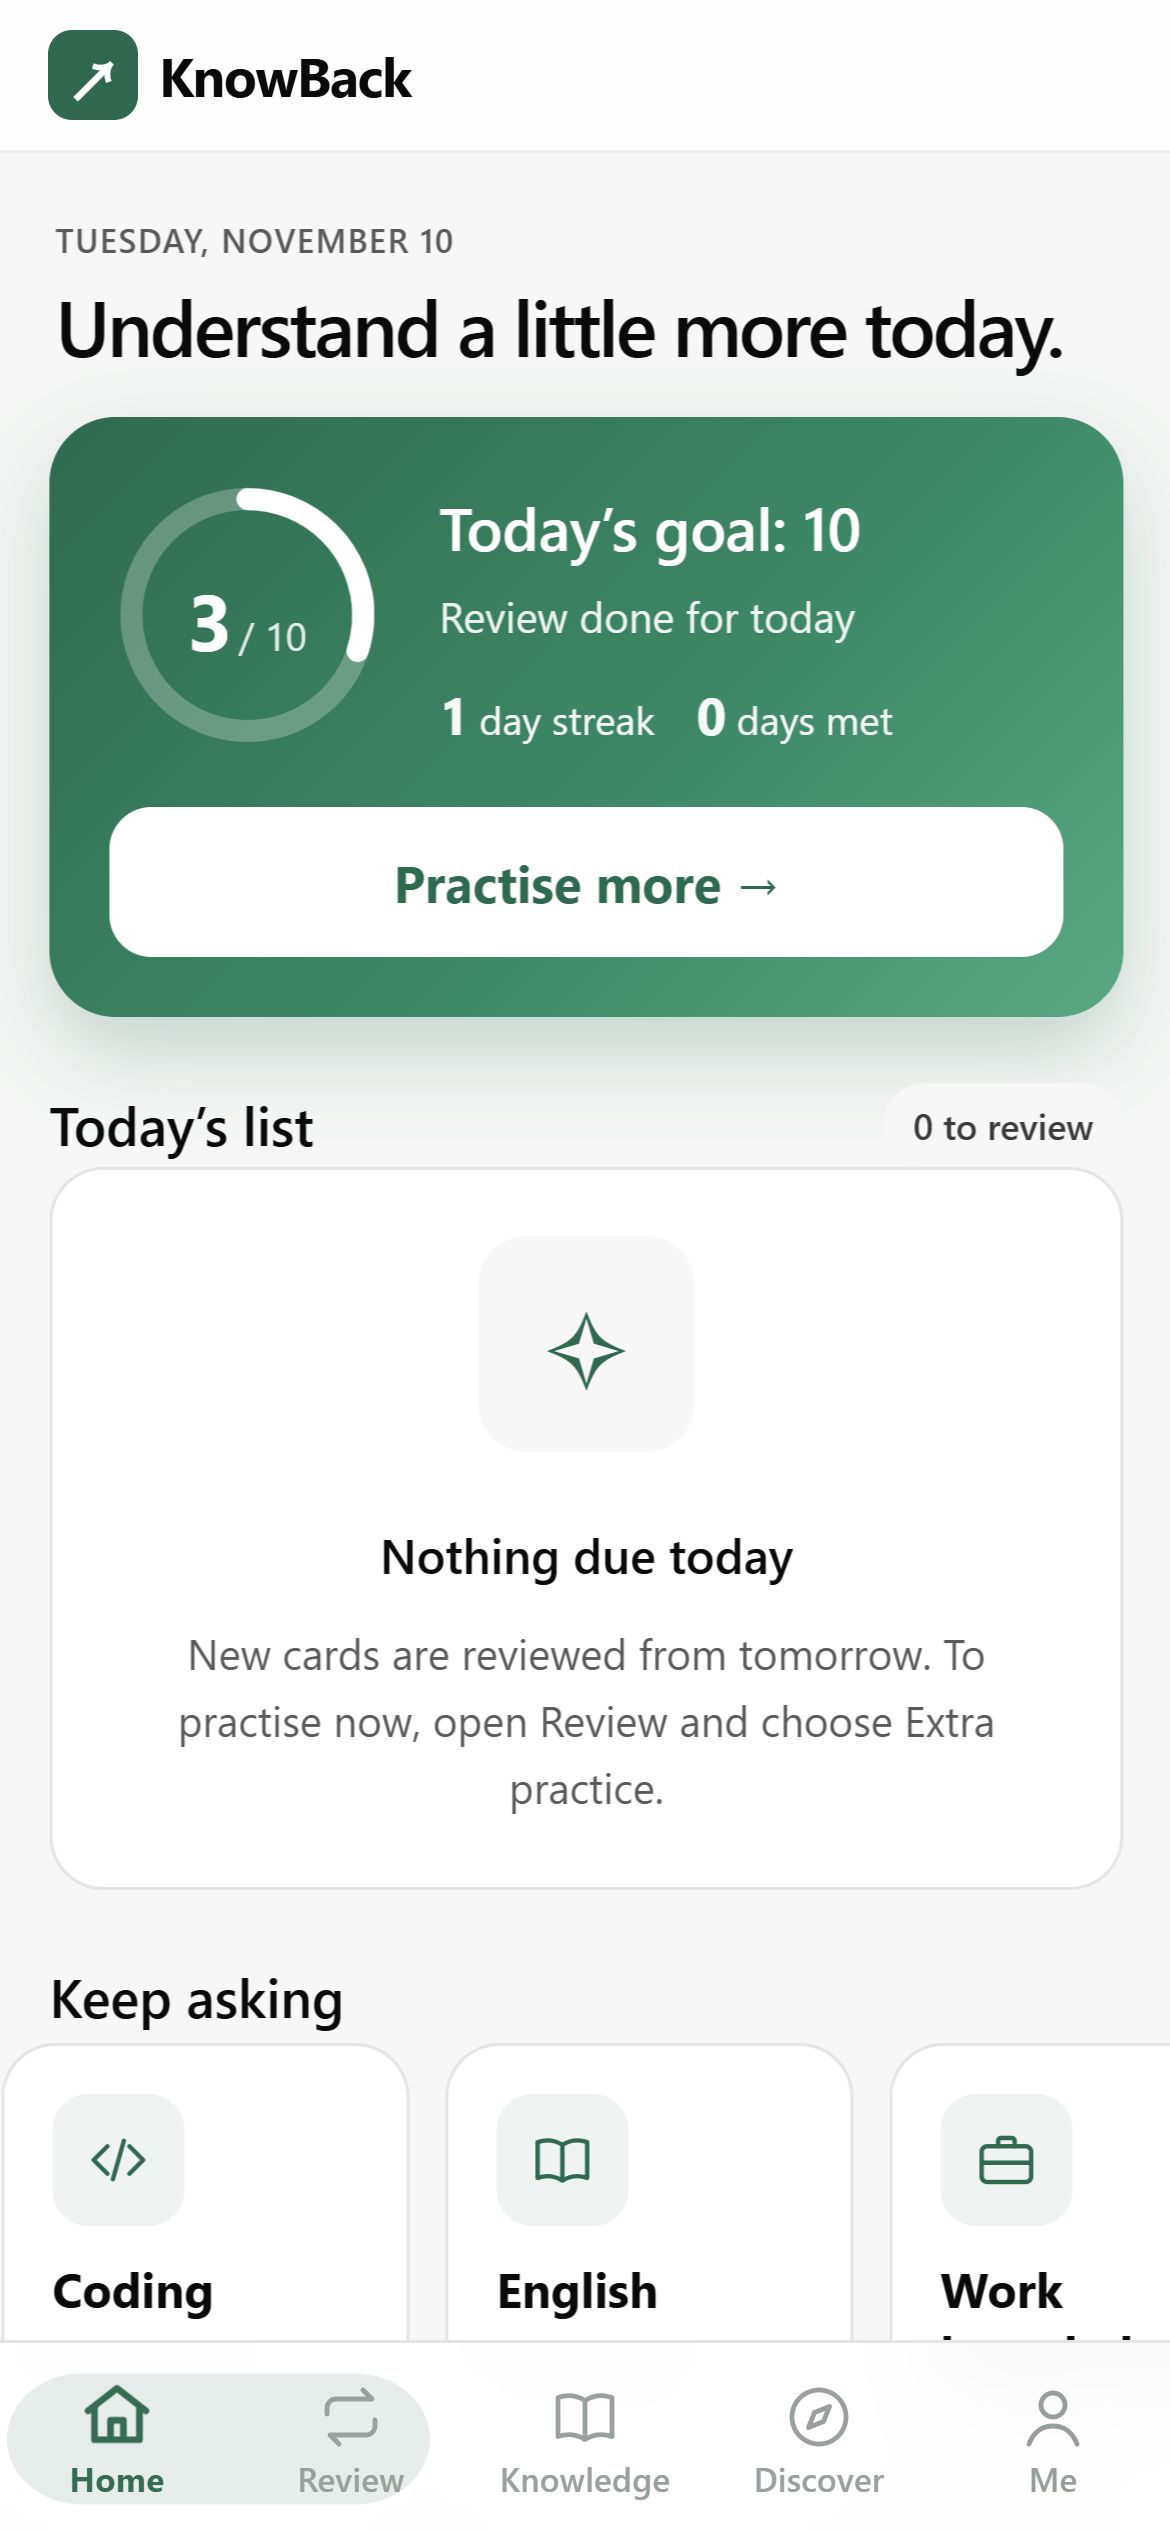 KnowBack
TUESDAY, NOVEMBER 10
Understand a little more today.
3 / 10
Today’s goal: 10
Review done for today
1 day streak 0 days met
Practise more →
Today’s list
0 to review
Nothing due today
New cards are reviewed from tomorrow. To
practise now, open Review and choose Extra
practice.
Keep asking
Coding
English
Work
Home
Review
Knowledge
Discover
Me